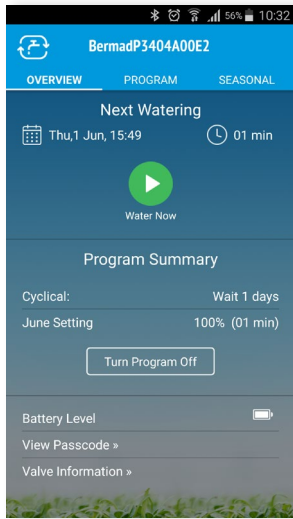 56% 10:32
BermadP3404A00E2
OVERVIEW PROGRAM SEASONAL
Next Watering
Thu,1 Jun, 15:49 01 min
Water Now
Program Summary
Cyclical: Wait 1 days
June Setting 100% (01 min)
Turn Program Off
Battery Level
View Passcode »
Valve Information »